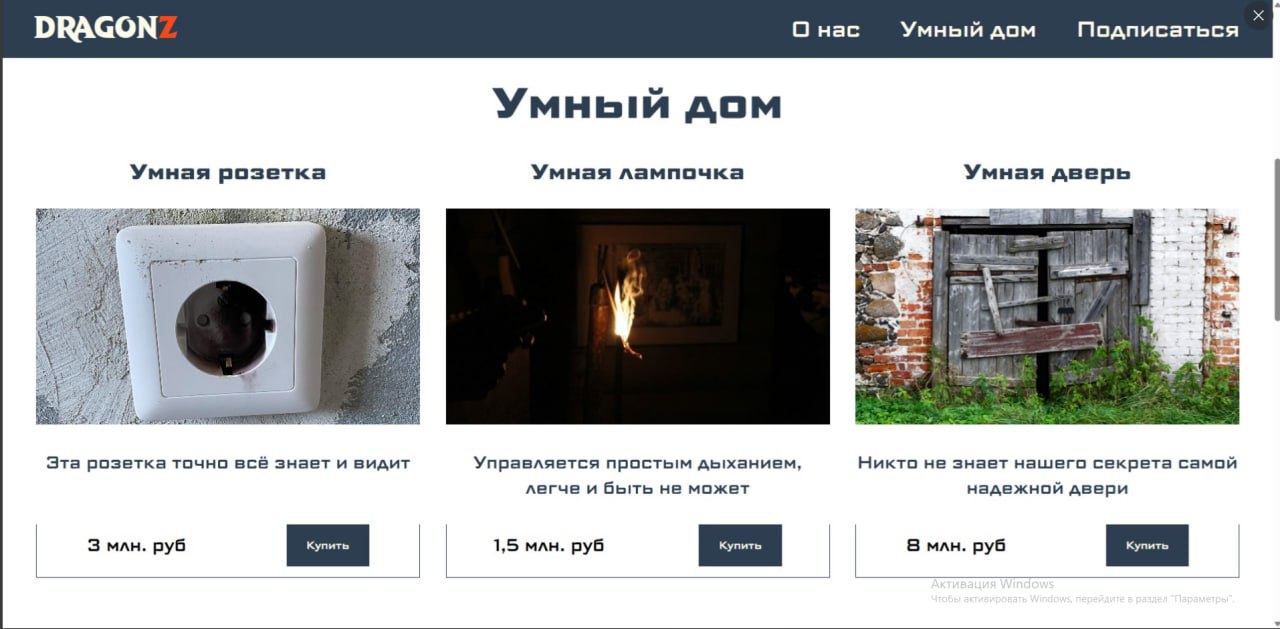 DRAGONZ
О нас Умный дом Подписаться
Умный дом
Умная розетка
Умная лампочка
Умная дверь
Эта розетка точно всё знает и видит
Управляется простым дыханием,
легче и быть не может
Никто не знает нашего секрета самой
надежной двери
3 млн. руб Купить
1,5 млн. руб Купить
8 млн. руб Купить
Активация Windows
Чтобы активировать Windows, перейдите в раздел "Параметры".